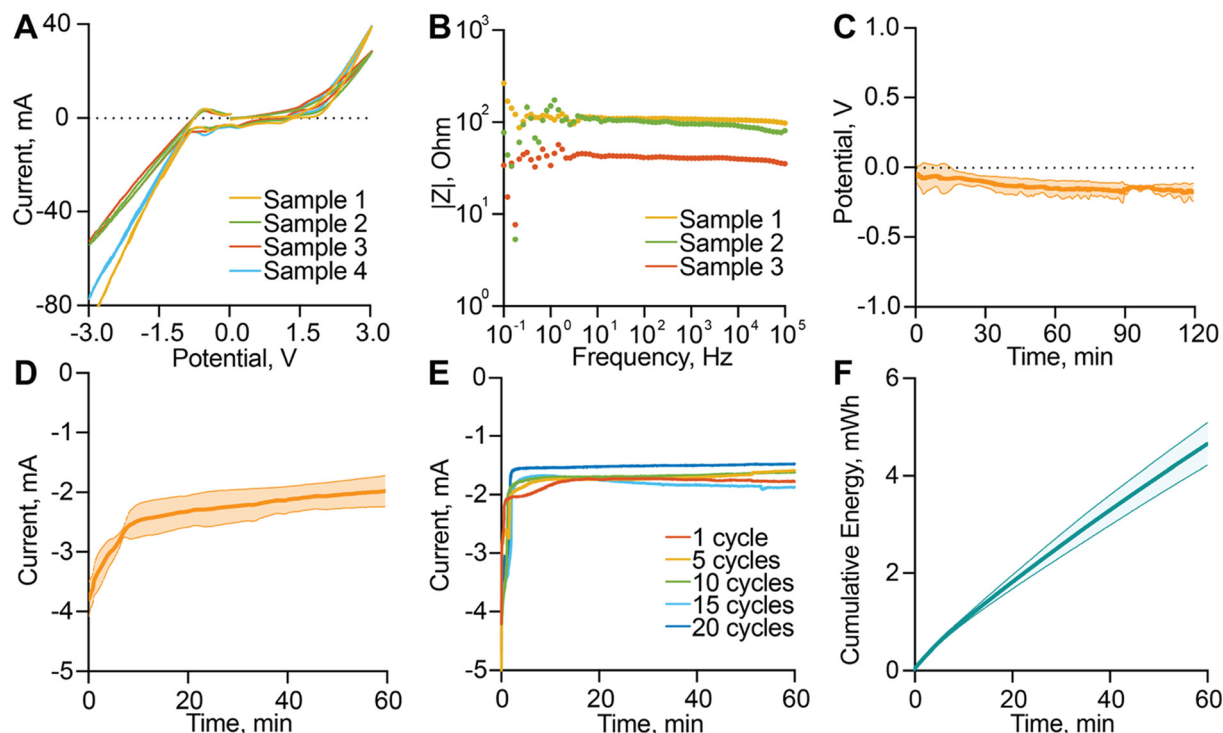 A
Current, mA
40
0
-40
-80
-3.0 -1.5 0.0 1.5 3.0
Potential, V
Sample 1
Sample 2
Sample 3
Sample 4
B
|Z|, Ohm
10³
10²
10¹
10⁰
10⁻¹ 10⁰ 10¹ 10² 10³ 10⁴ 10⁵
Frequency, Hz
Sample 1
Sample 2
Sample 3
C
Potential, V
1.0
0.5
0.0
-0.5
-1.0
0 30 60 90 120
Time, min
D
Current, mA
0
-1
-2
-3
-4
-5
0 20 40 60
Time, min
E
Current, mA
0
-1
-2
-3
-4
-5
0 20 40 60
Time, min
1 cycle
5 cycles
10 cycles
15 cycles
20 cycles
F
Cumulative Energy, mWh
6
4
2
0
0 20 40 60
Time, min